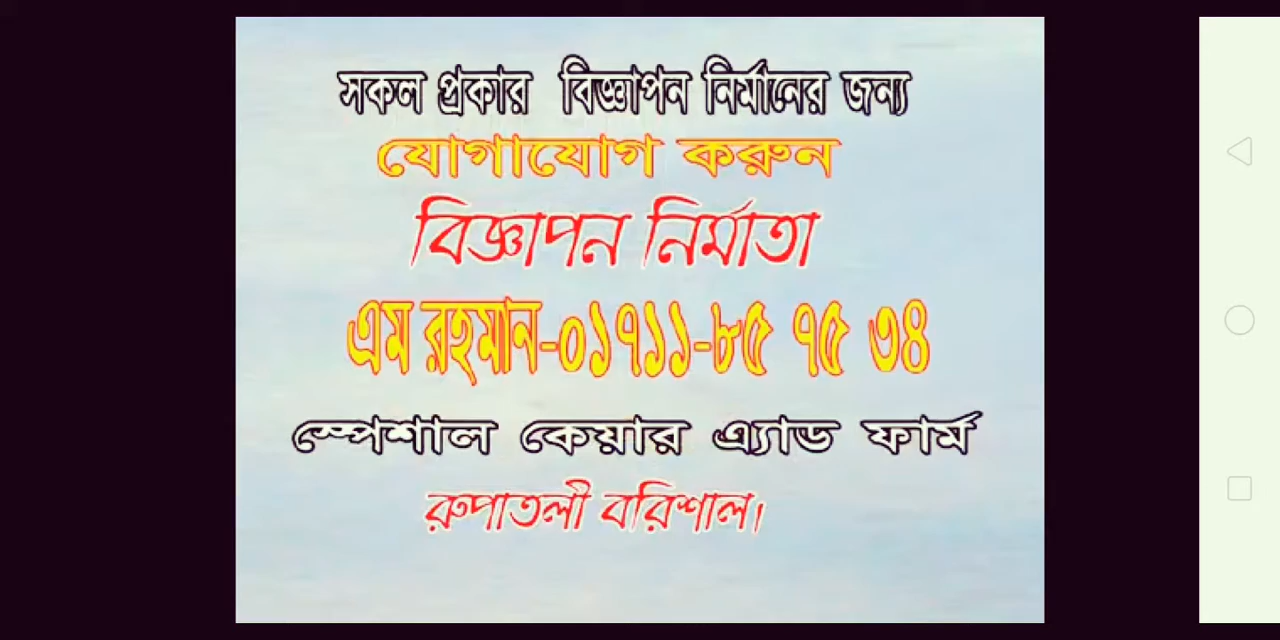 সকল প্রকার বিজ্ঞাপন নির্মানের জন্য
যোগাযোগ করুন
বিজ্ঞাপন নির্মাতা
এম রহমান-০১৭১১-৮৫ ৭৫ ৩৪
স্পেশাল কেয়ার এ্যাড ফার্ম
রুপাতলী বরিশাল।